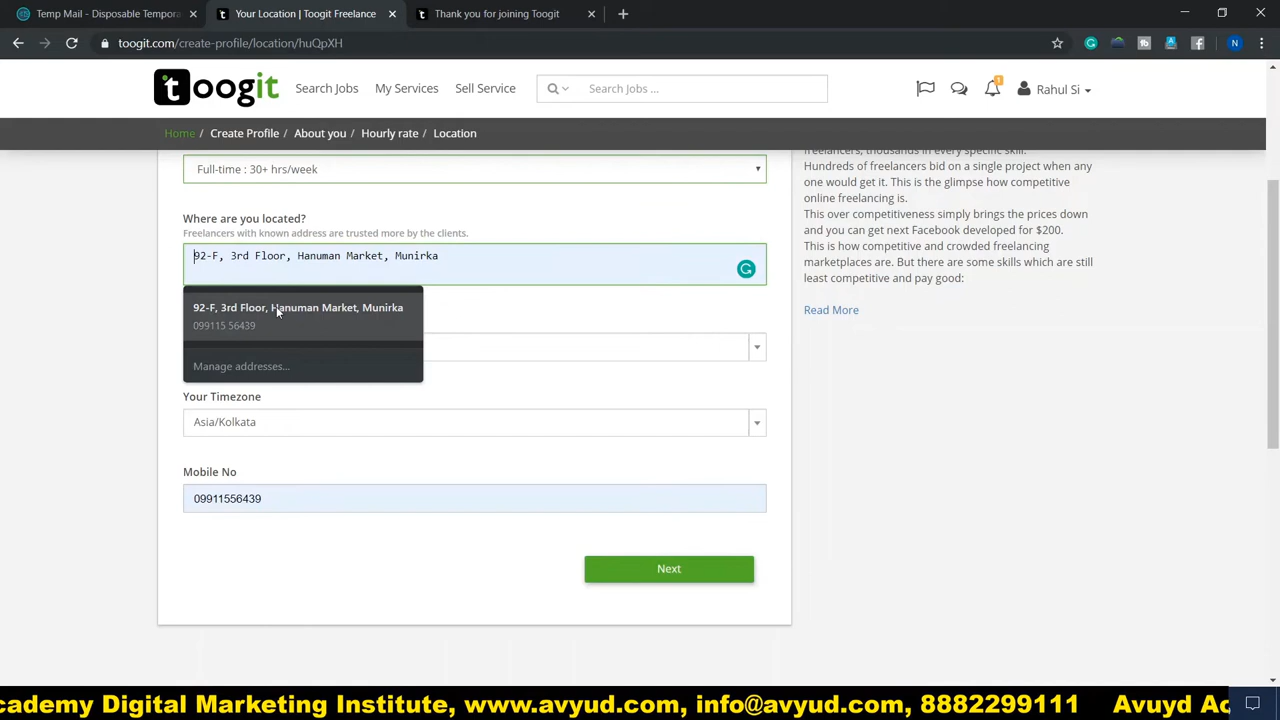 Temp Mail - Disposable Tempora
Your Location | Toogit Freelance
Thank you for joining Toogit
toogit.com/create-profile/location/huQpXH
N
toogit
Search Jobs
My Services
Sell Service
Search Jobs ...
1
Rahul Si
Home / Create Profile / About you / Hourly rate / Location
Full-time : 30+ hrs/week
Where are you located?
Freelancers with known address are trusted more by the clients.
92-F, 3rd Floor, Hanuman Market, Munirka
92-F, 3rd Floor, Hanuman Market, Munirka
099115 56439
Manage addresses...
Your Timezone
Asia/Kolkata
Mobile No
09911556439
Next
freelancers, thousands in every specific skill.
Hundreds of freelancers bid on a single project when any
one would get it. This is the glimpse how competitive
online freelancing is.
This over competitiveness simply brings the prices down
and you can get next Facebook developed for $200.
This is how competitive and crowded freelancing
marketplaces are. But there are some skills which are still
least competitive and pay good:
Read More
cademy Digital Marketing Institute, www.avyud.com, info@avyud.com, 8882299111 Avuyd Ac